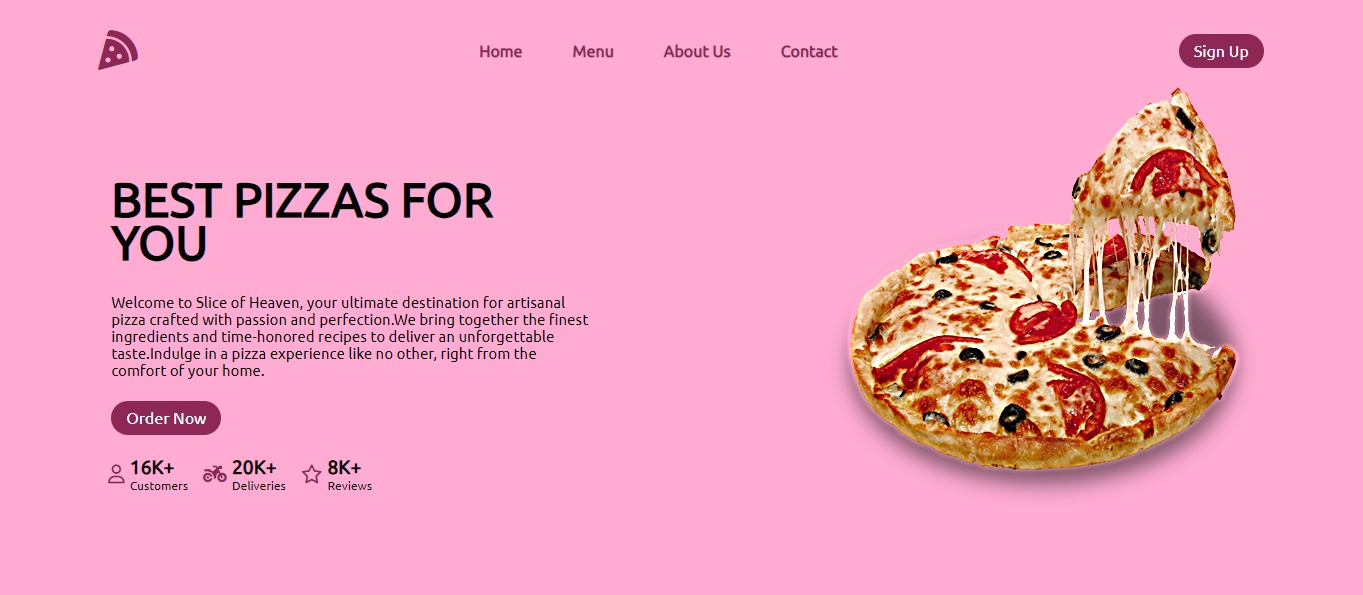 Home Menu About Us Contact Sign Up
BEST PIZZAS FOR
YOU
Welcome to Slice of Heaven, your ultimate destination for artisanal
pizza crafted with passion and perfection.We bring together the finest
ingredients and time-honored recipes to deliver an unforgettable
taste.Indulge in a pizza experience like no other, right from the
comfort of your home.
Order Now
16K+ 20K+ 8K+
Customers Deliveries Reviews